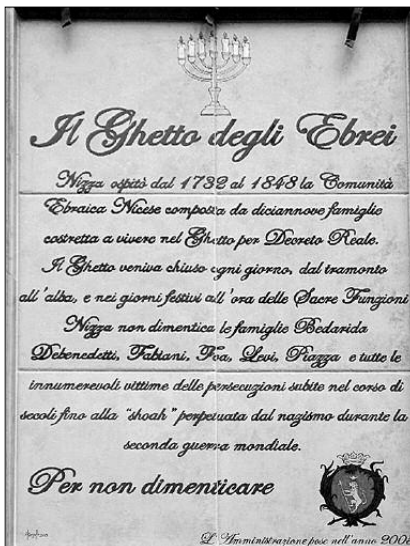 Il Ghetto degli Ebrei
Nizza ospitò dal 1732 al 1848 la Comunità
Ebraica Nicese composta da diciannove famiglie
costretta a vivere nel Ghetto per Decreto Reale.
Il Ghetto veniva chiuso ogni giorno, dal tramonto
all'alba, e nei giorni festivi all'ora delle Sacre Funzioni
Nizza non dimentica le famiglie Bedarida
Debenedetti, Fabiani, Foa, Levi, Piazza e tutte le
innumerevoli vittime delle persecuzioni subite nel corso di
secoli fino alla "shoah" perpetuata dal nazismo durante la
seconda guerra mondiale.
Per non dimenticare
L'Amministrazione pose nell'anno